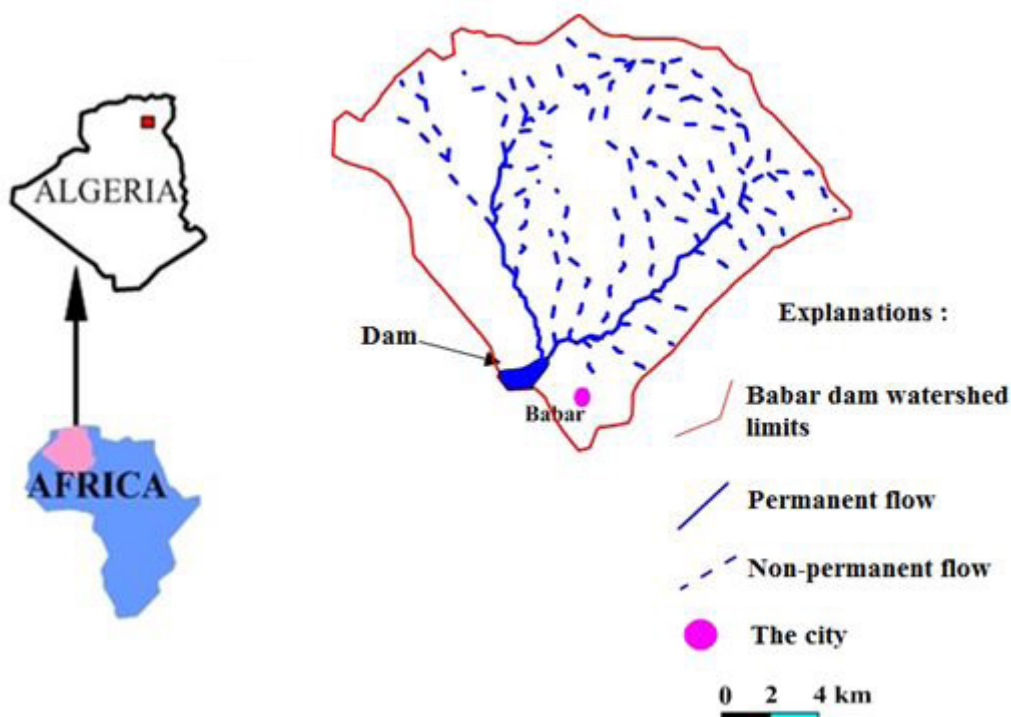 ALGERIA
AFRICA
Dam
Babar
Explanations :
Babar dam watershed
limits
Permanent flow
Non-permanent flow
The city
0 2 4 km